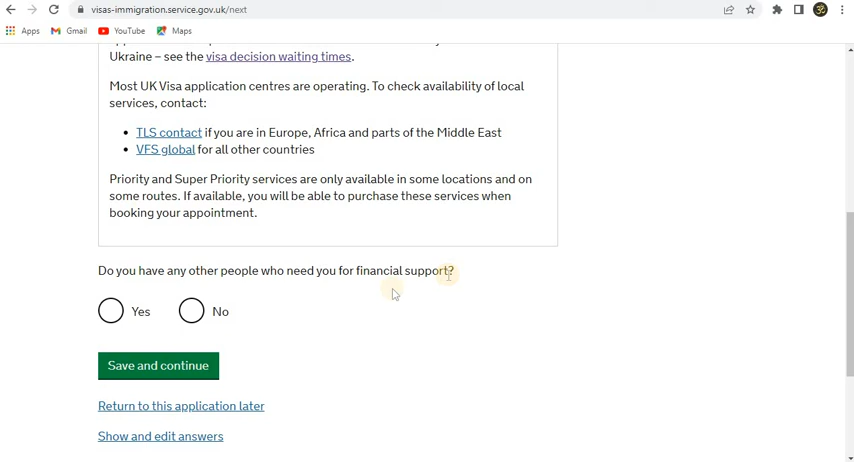 visas-immigration.service.gov.uk/next
Apps Gmail YouTube Maps
Ukraine – see the visa decision waiting times.
Most UK Visa application centres are operating. To check availability of local
services, contact:
• TLS contact if you are in Europe, Africa and parts of the Middle East
• VFS global for all other countries
Priority and Super Priority services are only available in some locations and on
some routes. If available, you will be able to purchase these services when
booking your appointment.
Do you have any other people who need you for financial support?
Yes No
Save and continue
Return to this application later
Show and edit answers